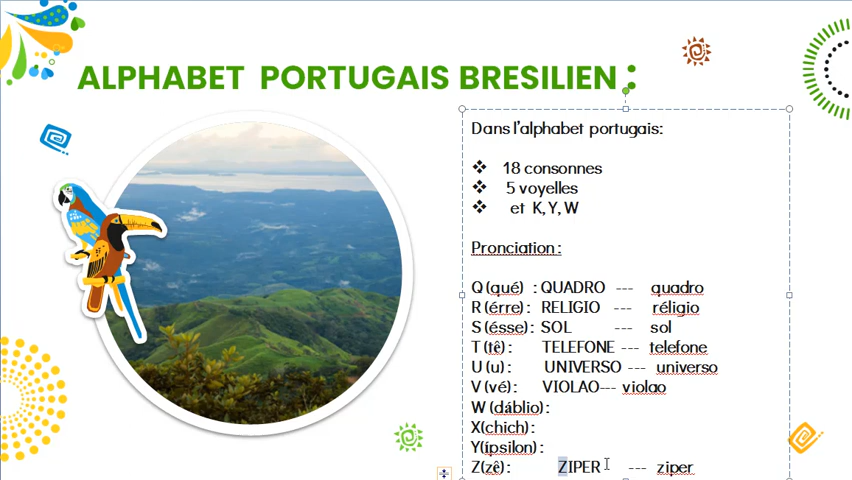 ALPHABET PORTUGAIS BRESILIEN :
Dans l'alphabet portugais:
❖ 18 consonnes
❖ 5 voyelles
❖ et K, Y, W
Pronciation :
Q (qué) : QUADRO --- quadro
R (érre) : RELIGIO --- réligio
S (ésse) : SOL --- sol
T (tê) : TELEFONE --- telefone
U (u) : UNIVERSO --- universo
V (vé) : VIOLAO--- violao
W (dáblio) :
X(chich) :
Y(ípsilon) :
Z(zê) : ZIPER --- ziper